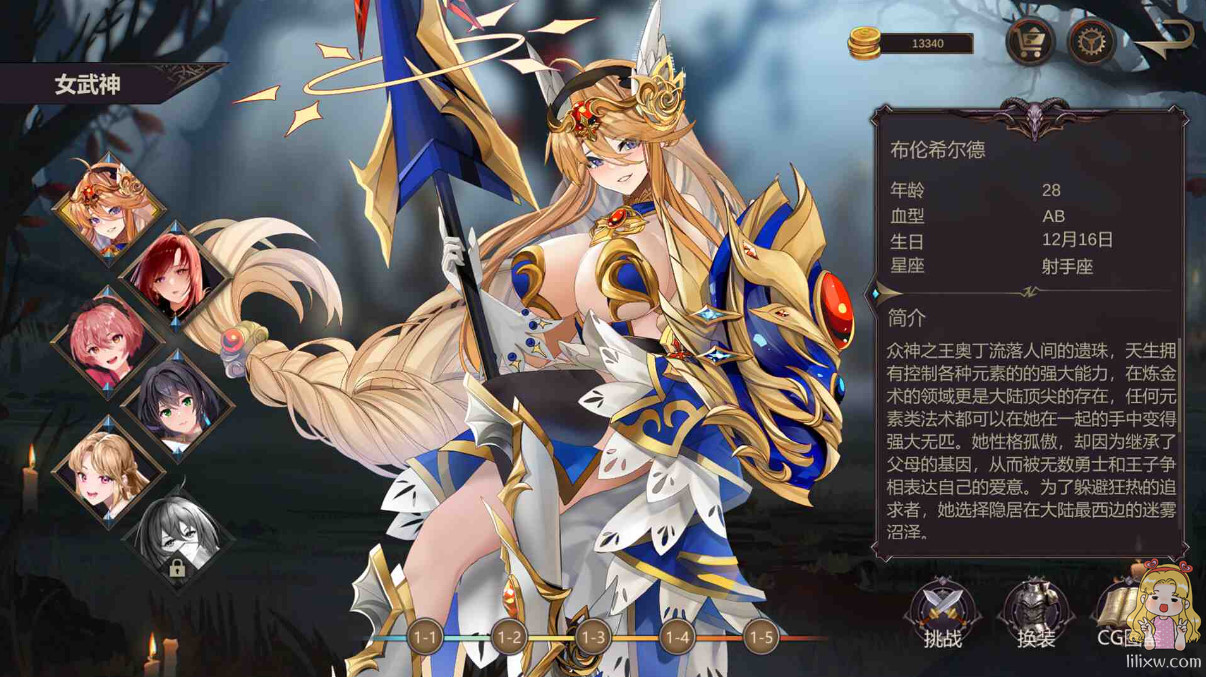 女武神
13340
布伦希尔德
年龄 28
血型 AB
生日 12月16日
星座 射手座
简介
众神之王奥丁流落人间的遗珠，天生拥
有控制各种元素的的强大能力，在炼金
术的领域更是大陆顶尖的存在，任何元
素类法术都可以在她在一起的手中变得
强大无匹。她性格孤傲，却因为继承了
父母的基因，从而被无数勇士和王子争
相表达自己的爱意。为了躲避狂热的追
求者，她选择隐居在大陆最西边的迷雾
沼泽。
1-1 1-2 1-3 1-4 1-5
挑战 换装 CG
lilixw.com